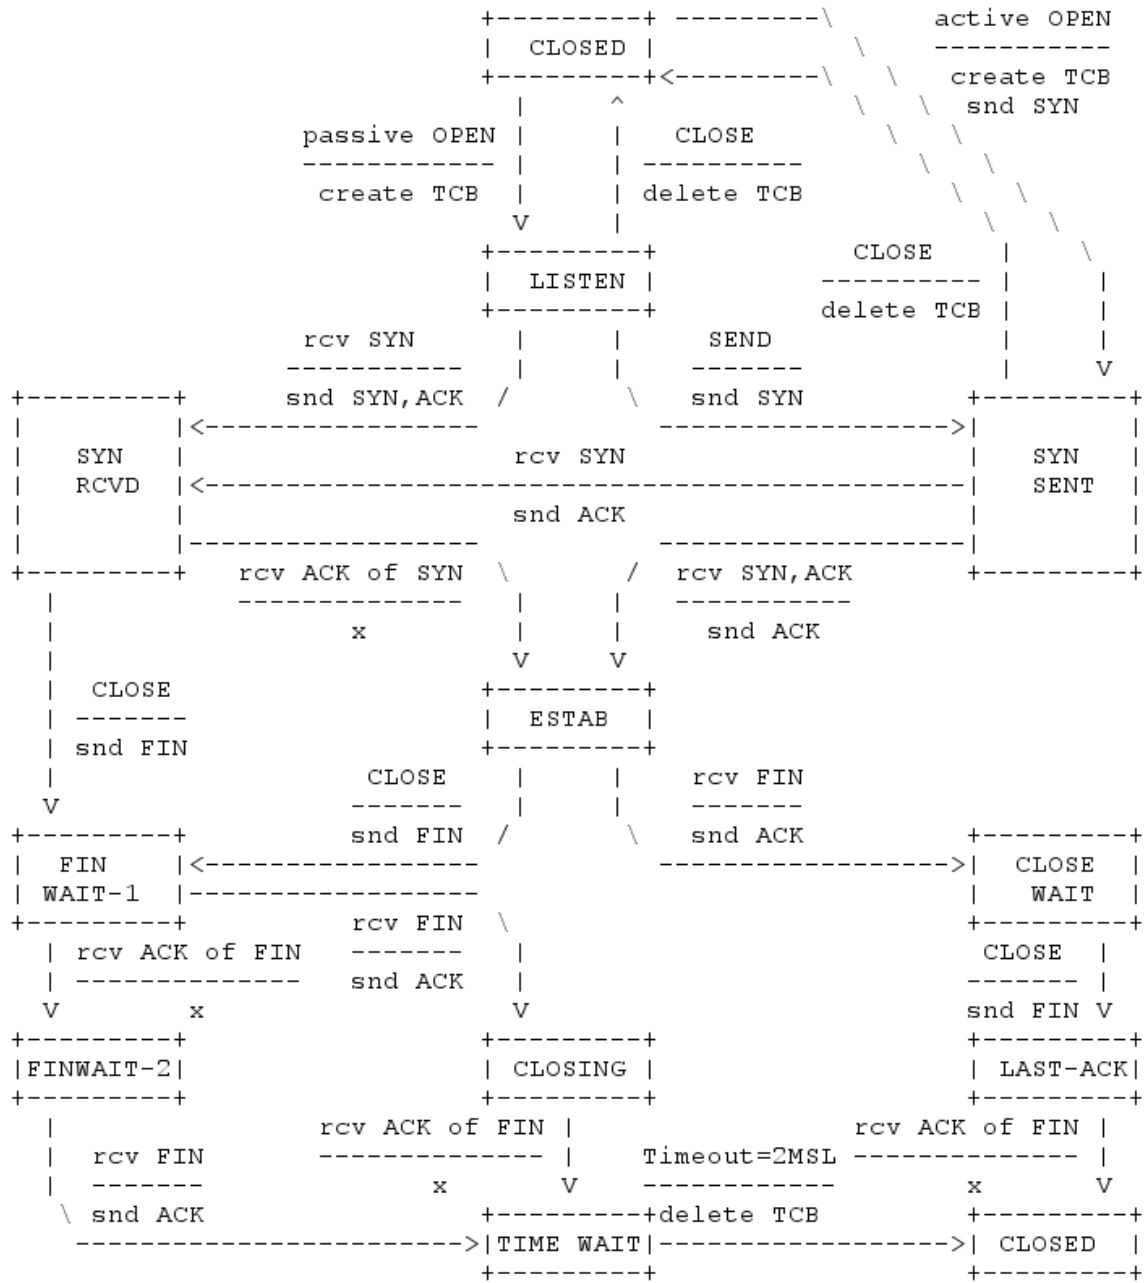 +---------+ ---------\      active OPEN
|  CLOSED |            \    -----------
+---------+<---------\   \   create TCB
  |     ^              \   \  snd SYN
passive OPEN |     |   CLOSE        \   \
------------ |     | ----------       \   \
create TCB  |     | delete TCB         \   \
V     |                      \   \
+---------+            CLOSE    |    \
|  LISTEN |          ---------- |     |
+---------+          delete TCB |     |
rcv SYN      |     |     SEND              |     |
-----------   |     |    -------            |     V
+---------+ snd SYN,ACK  /       \   snd SYN          +---------+
|         |<------------------           ------------------->|         |
|   SYN   |                    rcv SYN                     |   SYN   |
|   RCVD  |<-----------------------------------------------|   SENT  |
|         |                    snd ACK                     |         |
|         |------------------           -------------------|         |
+---------+   rcv ACK of SYN  \       /  rcv SYN,ACK       +---------+
|           --------------   |     |   -----------
|                  x         |     |     snd ACK
|                            V     V
|  CLOSE                   +---------+
| -------                  |  ESTAB  |
| snd FIN                  +---------+
|                   CLOSE    |     |    rcv FIN
V                  -------   |     |    -------
+---------+          snd FIN  /       \   snd ACK          +---------+
|  FIN    |<------------------           ------------------>|  CLOSE  |
| WAIT-1  |------------------                              |   WAIT  |
+---------+          rcv FIN  \                            +---------+
| rcv ACK of FIN   -------   |                            CLOSE  |
| --------------   snd ACK   |                           ------- |
V        x                   V                           snd FIN V
+---------+                  +---------+                   +---------+
|FINWAIT-2|                  | CLOSING |                   | LAST-ACK|
+---------+                  +---------+                   +---------+
|                rcv ACK of FIN |                 rcv ACK of FIN |
|  rcv FIN       -------------- |    Timeout=2MSL -------------- |
|  -------              x       V    ------------        x       V
\ snd ACK                 +---------+delete TCB         +---------+
------------------------>|TIME WAIT|------------------>| CLOSED  |
+---------+                   +---------+